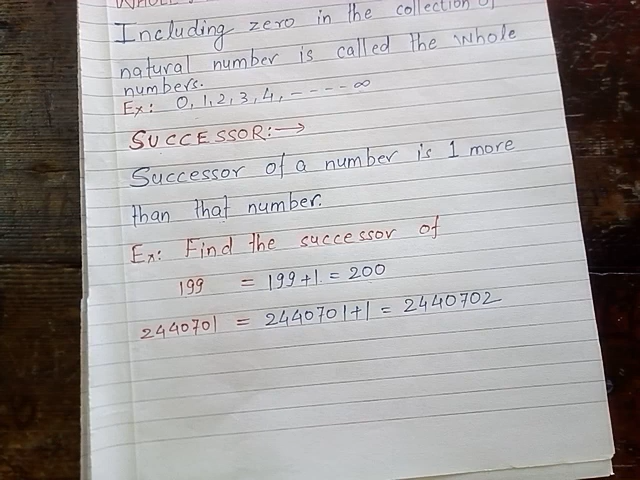 Including zero in the collection of
natural number is called the whole
numbers.
Ex: 0, 1, 2, 3, 4, ----- ∞
SUCCESSOR:→
Successor of a number is 1 more
than that number.
Ex: Find the successor of
199 = 199+1 = 200
2440701 = 2440701+1 = 2440702